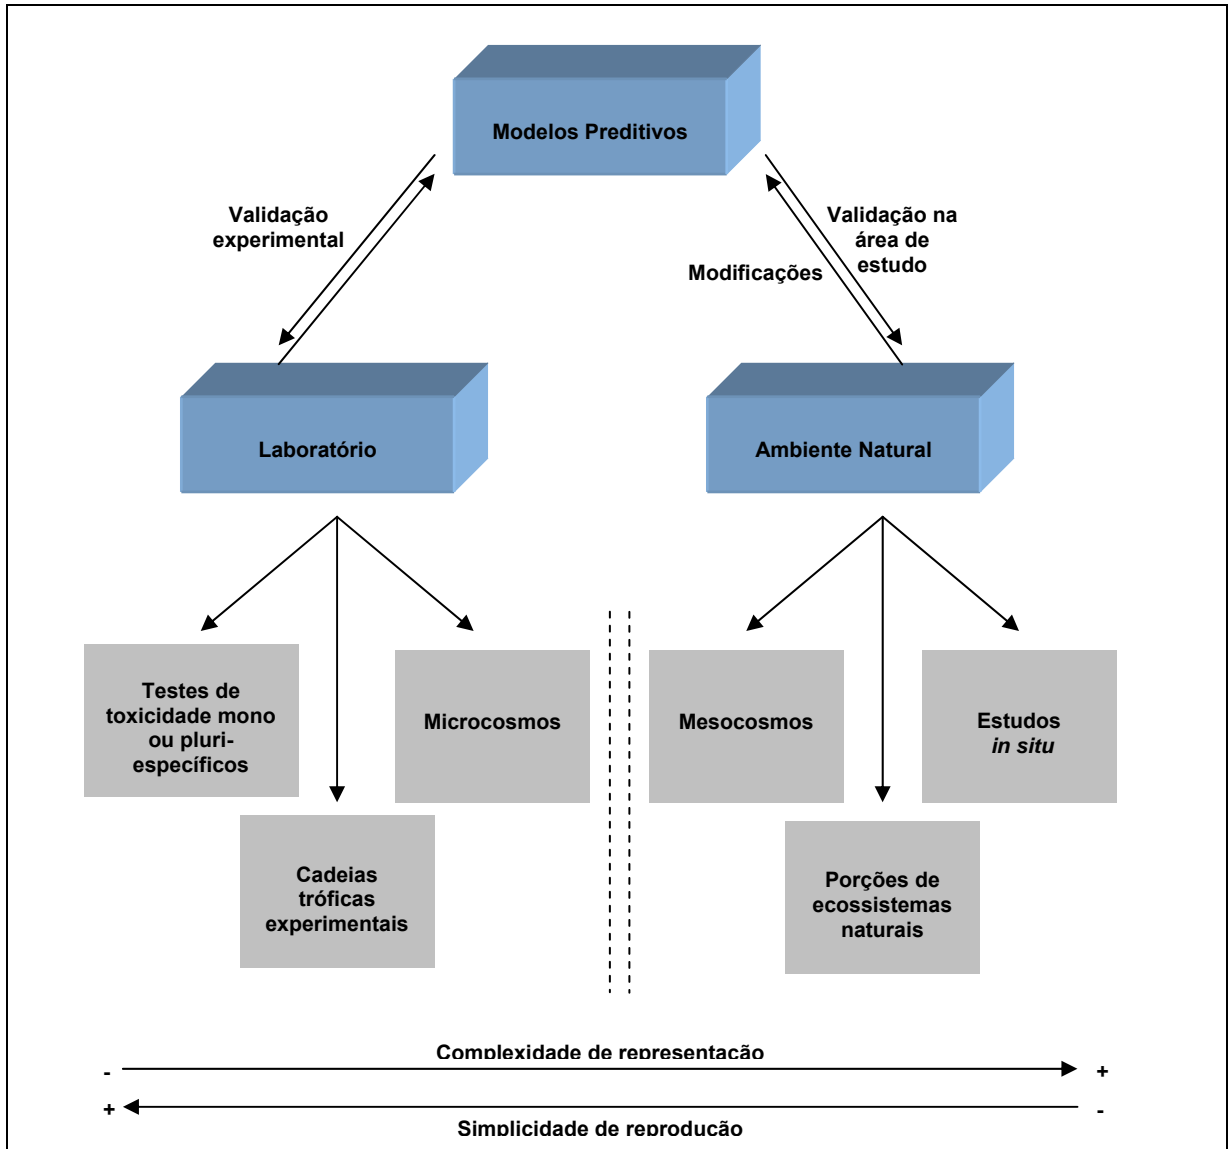 Modelos Preditivos
Validação
experimental
Validação na
área de
estudo
Modificações
Laboratório
Ambiente Natural
Testes de
toxicidade mono
ou pluri-
específicos
Microcosmos
Mesocosmos
Estudos
in situ
Cadeias
tróficas
experimentais
Porções de
ecossistemas
naturais
Complexidade de representação
- +
+ -
Simplicidade de reprodução